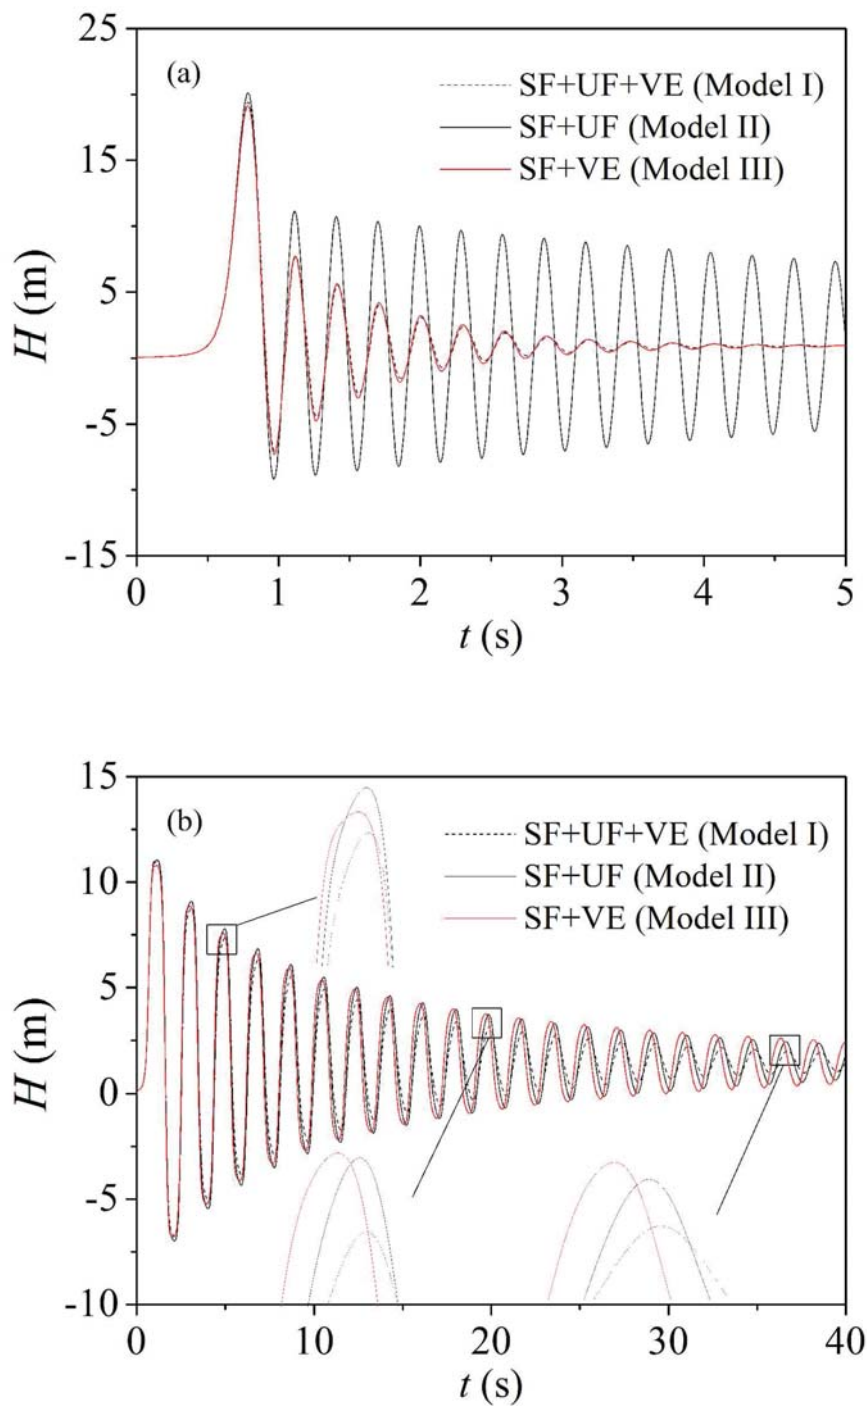 25
(a)
SF+UF+VE (Model I)
SF+UF (Model II)
SF+VE (Model III)
15
H (m)
5
-5
-15
0 1 2 3 4 5
t (s)
15
(b)
SF+UF+VE (Model I)
SF+UF (Model II)
SF+VE (Model III)
10
5
H (m)
0
-5
-10
0 10 20 30 40
t (s)